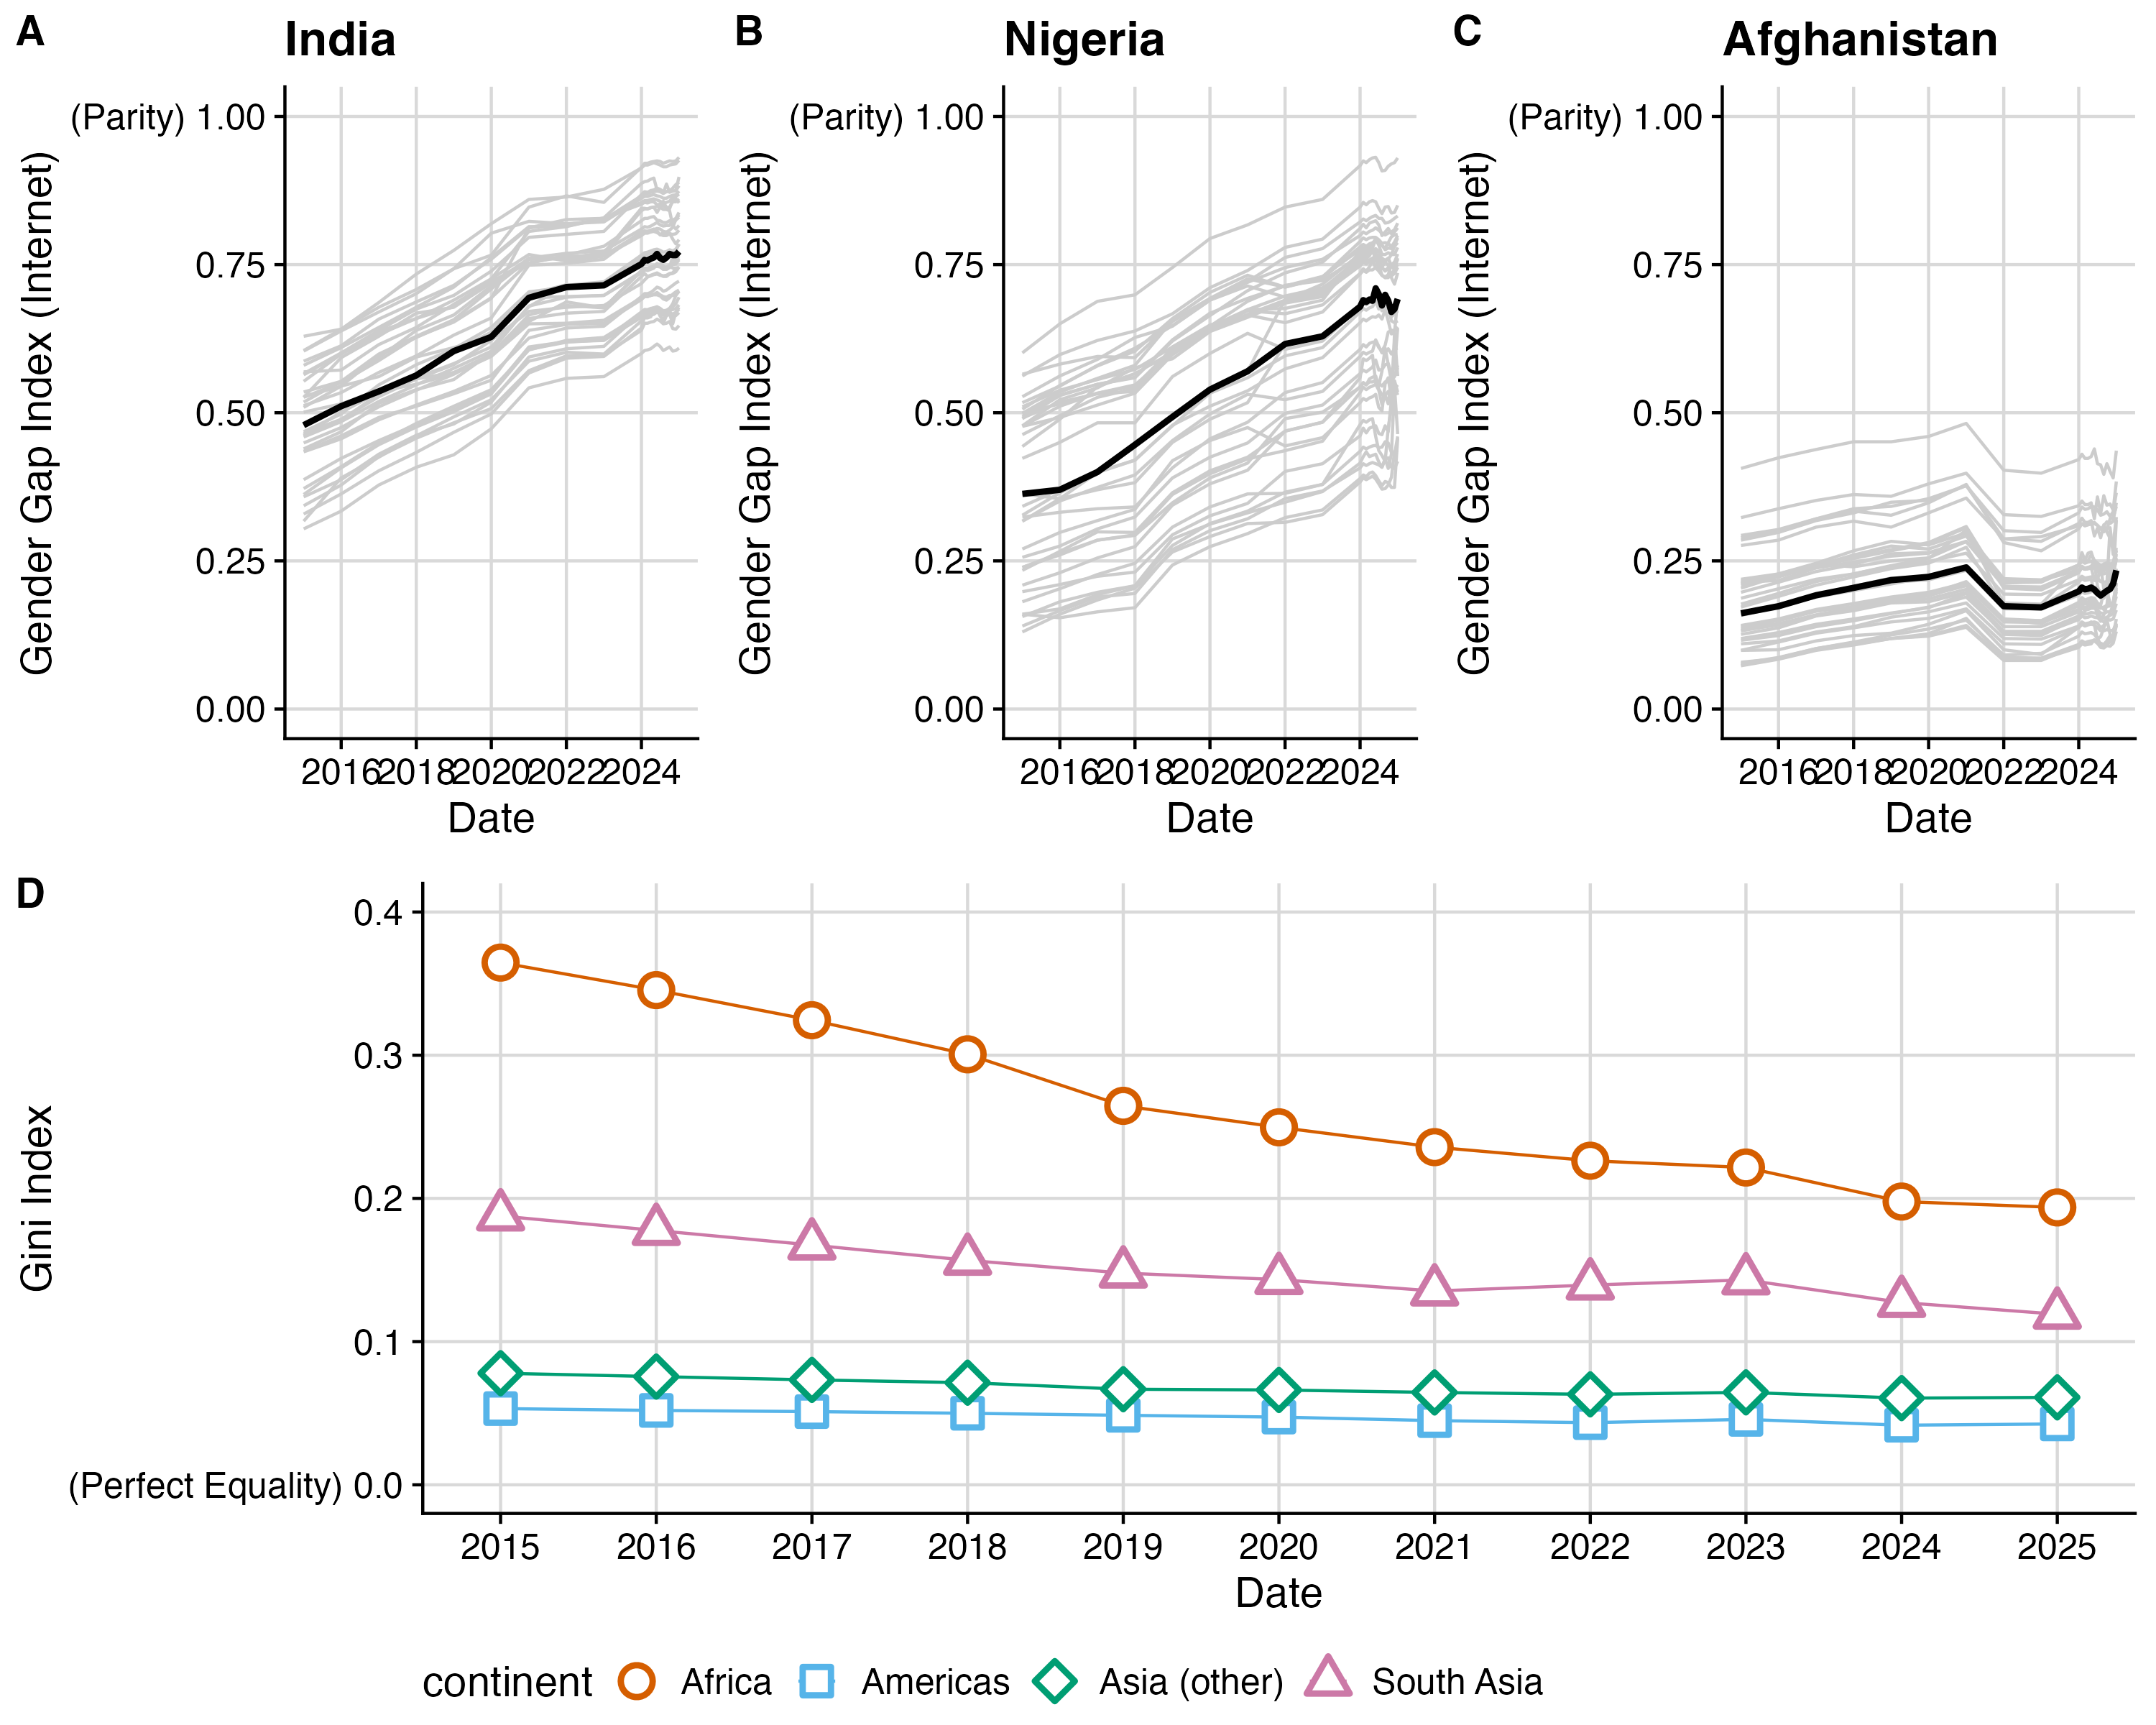 A
India
(Parity) 1.00
0.75
0.50
0.25
0.00
Gender Gap Index (Internet)
2016 2018 2020 2022 2024
Date
B
Nigeria
(Parity) 1.00
0.75
0.50
0.25
0.00
Gender Gap Index (Internet)
2016 2018 2020 2022 2024
Date
C
Afghanistan
(Parity) 1.00
0.75
0.50
0.25
0.00
Gender Gap Index (Internet)
2016 2018 2020 2022 2024
Date
D
0.4
0.3
0.2
0.1
(Perfect Equality) 0.0
Gini Index
2015 2016 2017 2018 2019 2020 2021 2022 2023 2024 2025
Date
continent Africa Americas Asia (other) South Asia